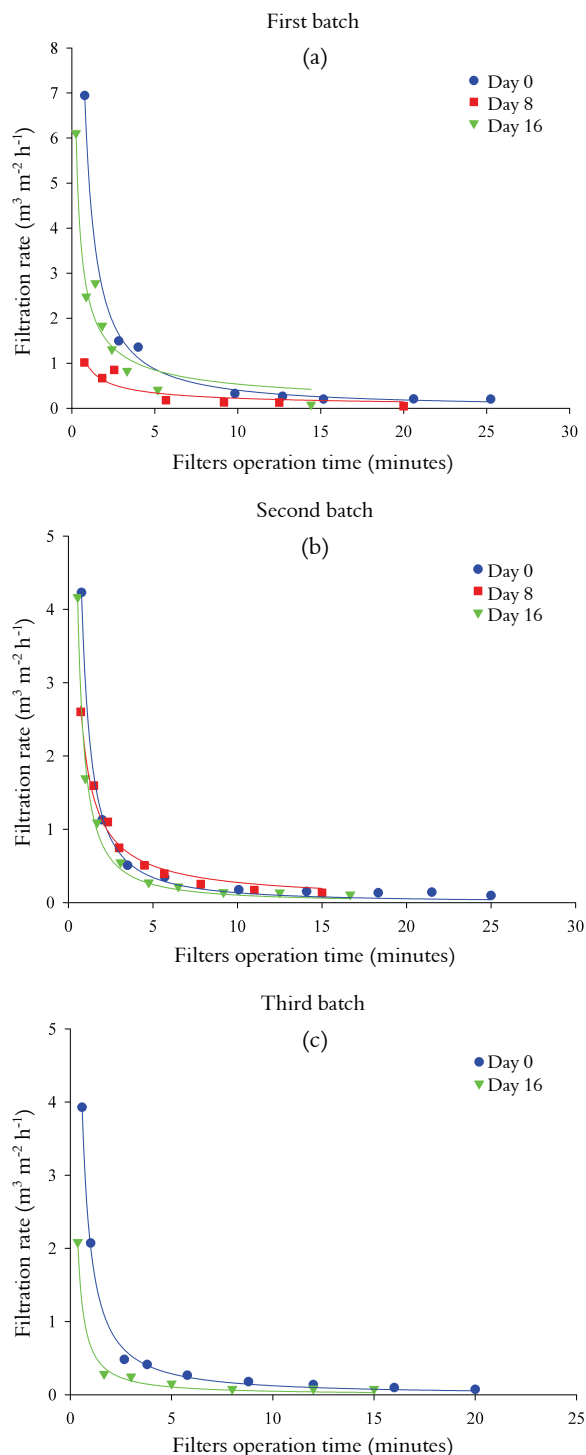 First batch
(a)
8
7
6
5
4
3
2
1
0
Filtration rate (m³ m⁻² h⁻¹)
Day 0
Day 8
Day 16
0 5 10 15 20 25 30
Filters operation time (minutes)
Second batch
(b)
5
4
3
2
1
0
Filtration rate (m³ m⁻² h⁻¹)
Day 0
Day 8
Day 16
0 5 10 15 20 25 30
Filters operation time (minutes)
Third batch
(c)
5
4
3
2
1
0
Filtration rate (m³ m⁻² h⁻¹)
Day 0
Day 16
0 5 10 15 20 25
Filters operation time (minutes)